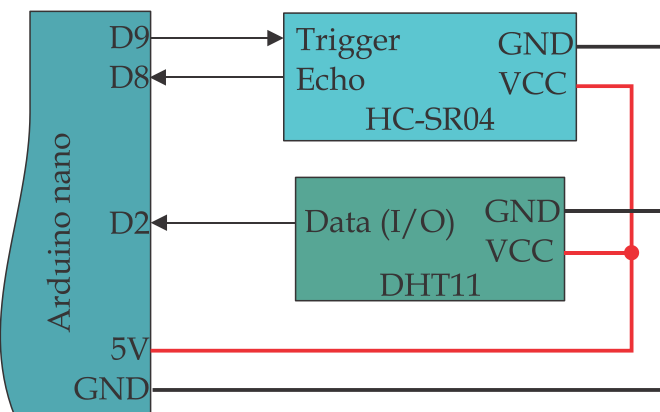 D9
Trigger
GND
D8
Echo
VCC
HC-SR04
Arduino nano
D2
Data (I/O)
GND
VCC
DHT11
5V
GND